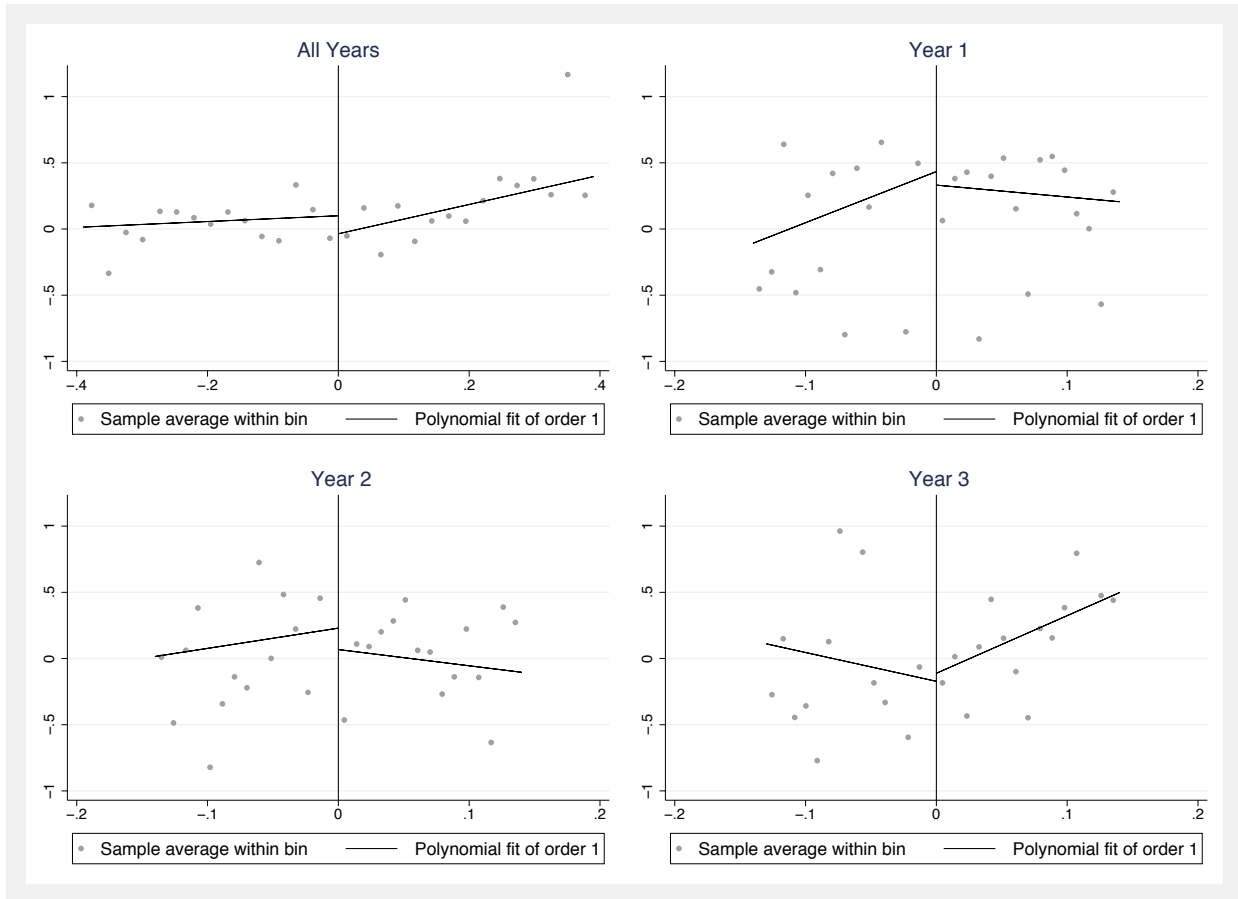 All Years
1
.5
0
-.5
-1
-.4 -.2 0 .2 .4
Sample average within bin Polynomial fit of order 1
Year 1
1
.5
0
-.5
-1
-.2 -.1 0 .1 .2
Sample average within bin Polynomial fit of order 1
Year 2
1
.5
0
-.5
-1
-.2 -.1 0 .1 .2
Sample average within bin Polynomial fit of order 1
Year 3
1
.5
0
-.5
-1
-.2 -.1 0 .1 .2
Sample average within bin Polynomial fit of order 1